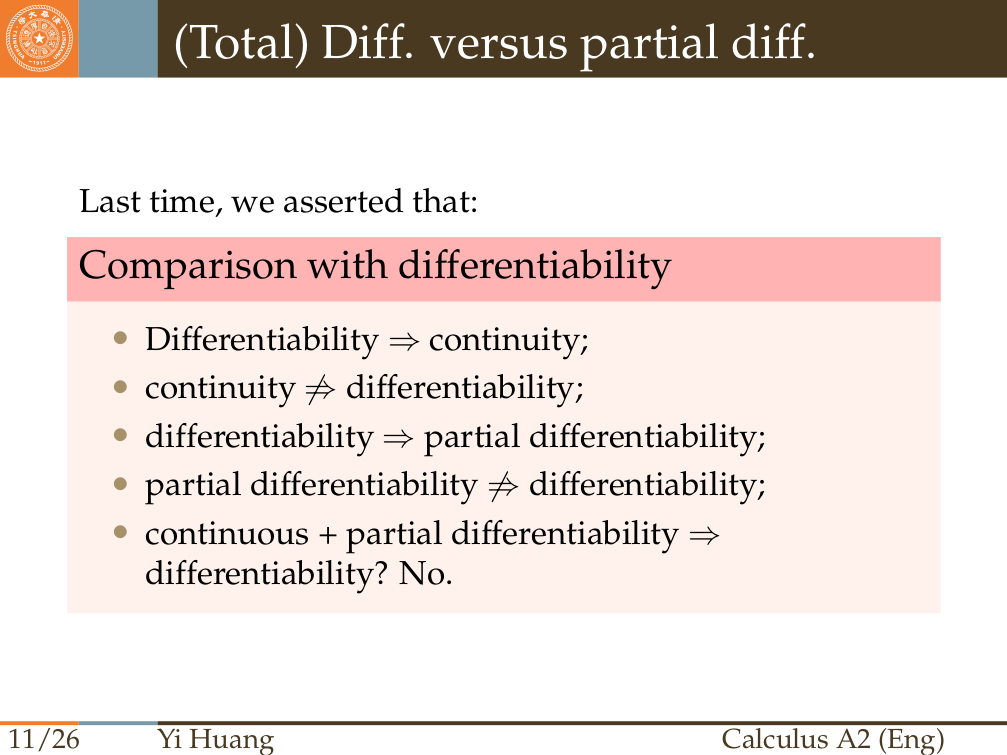 (Total) Diff. versus partial diff.
Last time, we asserted that:
Comparison with differentiability
• Differentiability ⇒ continuity;
• continuity ⇏ differentiability;
• differentiability ⇒ partial differentiability;
• partial differentiability ⇏ differentiability;
• continuous + partial differentiability ⇒
differentiability? No.
11/26 Yi Huang Calculus A2 (Eng)